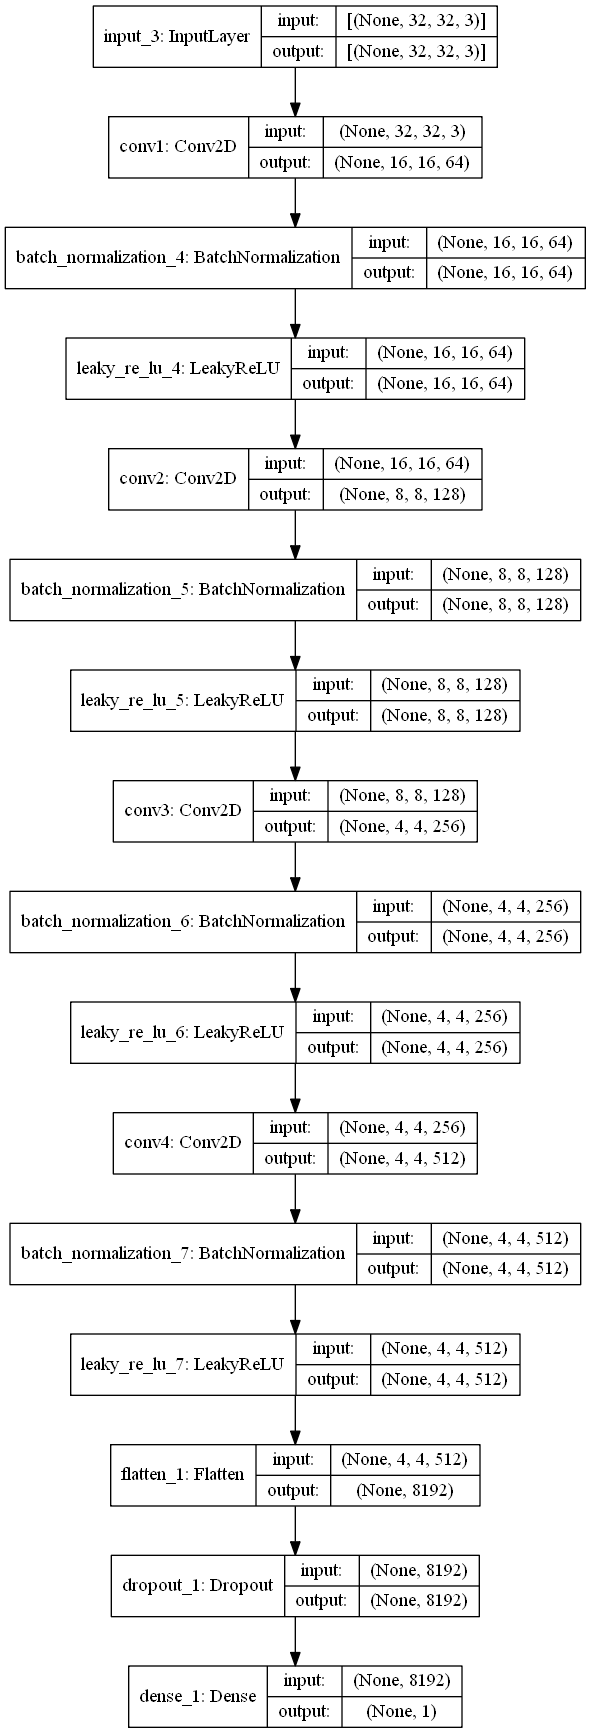 input_3: InputLayer
input: [(None, 32, 32, 3)]
output: [(None, 32, 32, 3)]
conv1: Conv2D
input: (None, 32, 32, 3)
output: (None, 16, 16, 64)
batch_normalization_4: BatchNormalization
input: (None, 16, 16, 64)
output: (None, 16, 16, 64)
leaky_re_lu_4: LeakyReLU
input: (None, 16, 16, 64)
output: (None, 16, 16, 64)
conv2: Conv2D
input: (None, 16, 16, 64)
output: (None, 8, 8, 128)
batch_normalization_5: BatchNormalization
input: (None, 8, 8, 128)
output: (None, 8, 8, 128)
leaky_re_lu_5: LeakyReLU
input: (None, 8, 8, 128)
output: (None, 8, 8, 128)
conv3: Conv2D
input: (None, 8, 8, 128)
output: (None, 4, 4, 256)
batch_normalization_6: BatchNormalization
input: (None, 4, 4, 256)
output: (None, 4, 4, 256)
leaky_re_lu_6: LeakyReLU
input: (None, 4, 4, 256)
output: (None, 4, 4, 256)
conv4: Conv2D
input: (None, 4, 4, 256)
output: (None, 4, 4, 512)
batch_normalization_7: BatchNormalization
input: (None, 4, 4, 512)
output: (None, 4, 4, 512)
leaky_re_lu_7: LeakyReLU
input: (None, 4, 4, 512)
output: (None, 4, 4, 512)
flatten_1: Flatten
input: (None, 4, 4, 512)
output: (None, 8192)
dropout_1: Dropout
input: (None, 8192)
output: (None, 8192)
dense_1: Dense
input: (None, 8192)
output: (None, 1)